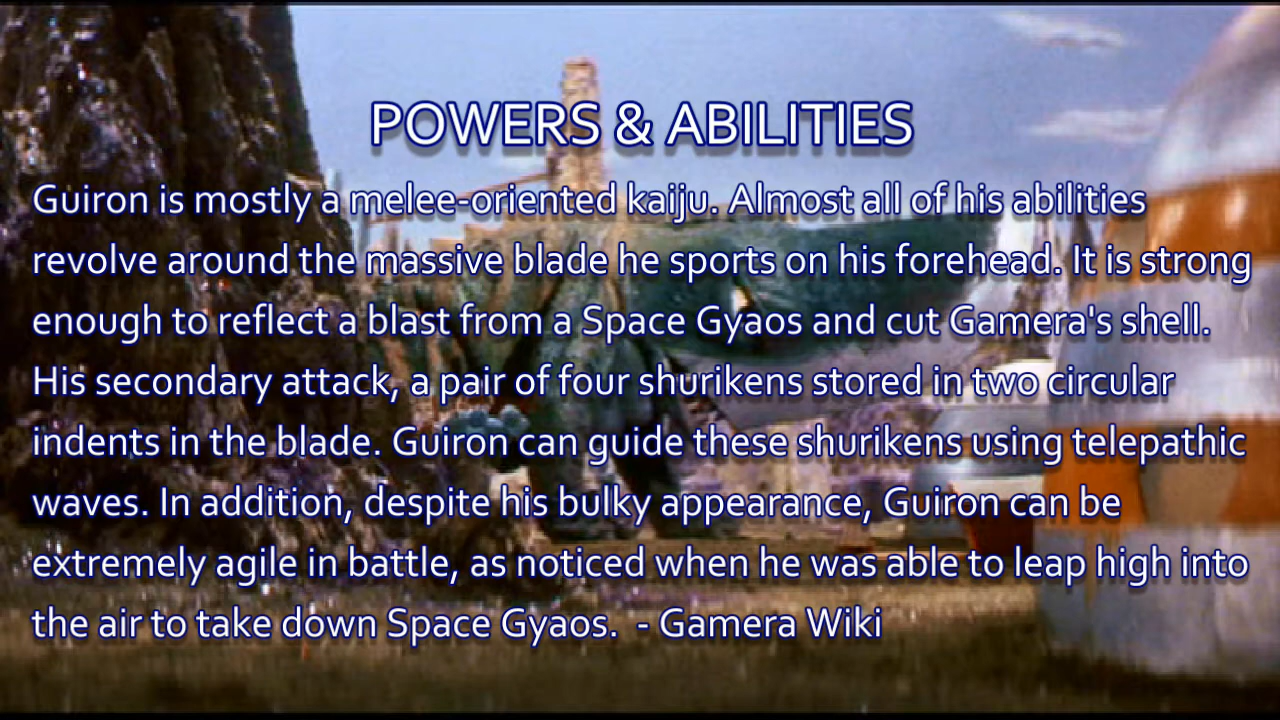 POWERS & ABILITIES
Guiron is mostly a melee-oriented kaiju. Almost all of his abilities
revolve around the massive blade he sports on his forehead. It is strong
enough to reflect a blast from a Space Gyaos and cut Gamera's shell.
His secondary attack, a pair of four shurikens stored in two circular
indents in the blade. Guiron can guide these shurikens using telepathic
waves. In addition, despite his bulky appearance, Guiron can be
extremely agile in battle, as noticed when he was able to leap high into
the air to take down Space Gyaos.  - Gamera Wiki